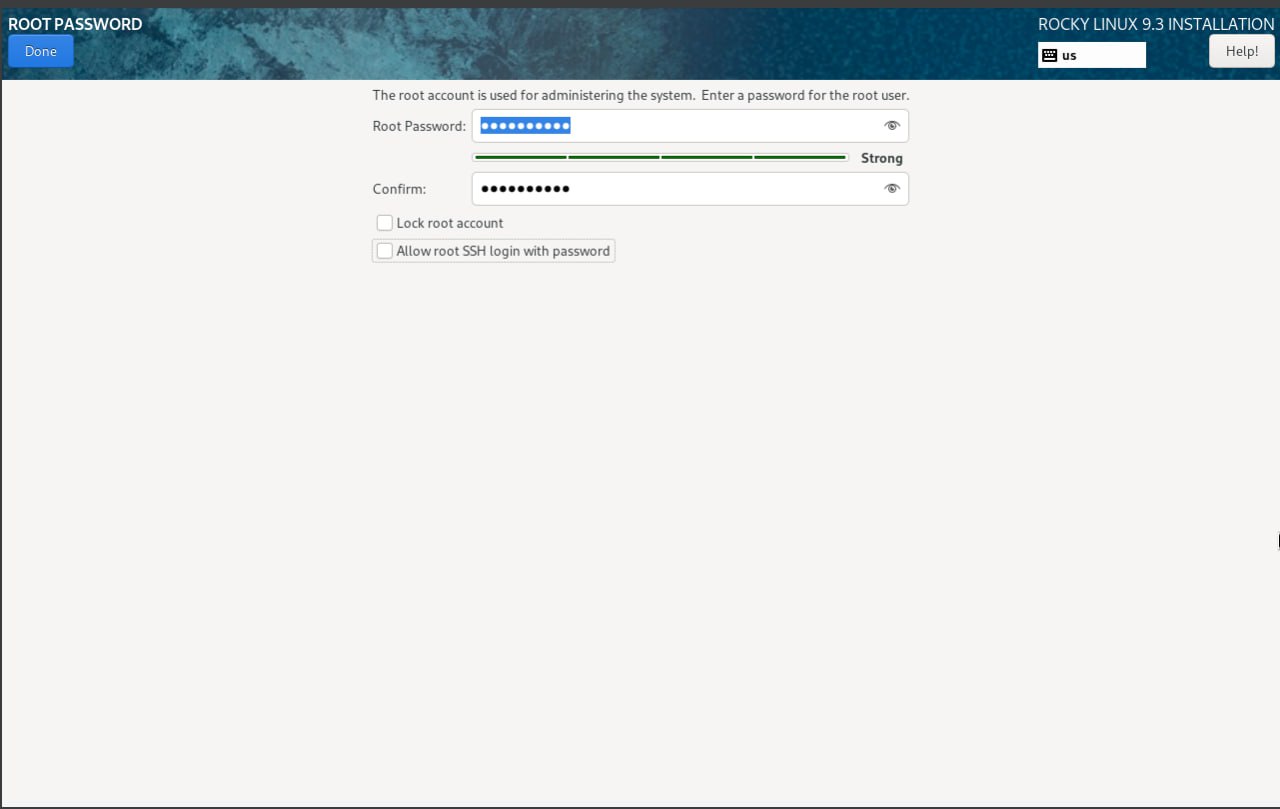 ROOT PASSWORD
ROCKY LINUX 9.3 INSTALLATION
Done
us
Help!
The root account is used for administering the system. Enter a password for the root user.
Root Password: ●●●●●●●●●●
Strong
Confirm: ●●●●●●●●●●
Lock root account
Allow root SSH login with password